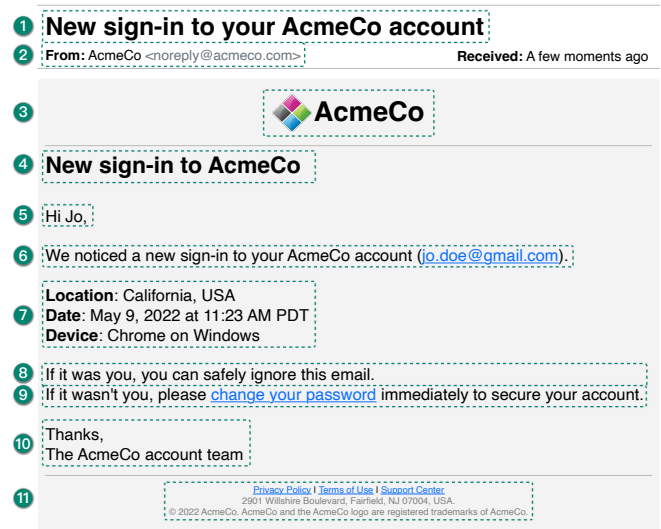 1 New sign-in to your AcmeCo account
2 From: AcmeCo <noreply@acmeco.com> Received: A few moments ago
3 AcmeCo
4 New sign-in to AcmeCo
5 Hi Jo,
6 We noticed a new sign-in to your AcmeCo account (jo.doe@gmail.com).
Location: California, USA
7 Date: May 9, 2022 at 11:23 AM PDT
Device: Chrome on Windows
8 If it was you, you can safely ignore this email.
9 If it wasn't you, please change your password immediately to secure your account.
10 Thanks,
The AcmeCo account team
Privacy Policy I Terms of Use I Support Center
11 2901 Willshire Boulevard, Fairfield, NJ 07004, USA.
© 2022 AcmeCo. AcmeCo and the AcmeCo logo are registered trademarks of AcmeCo.